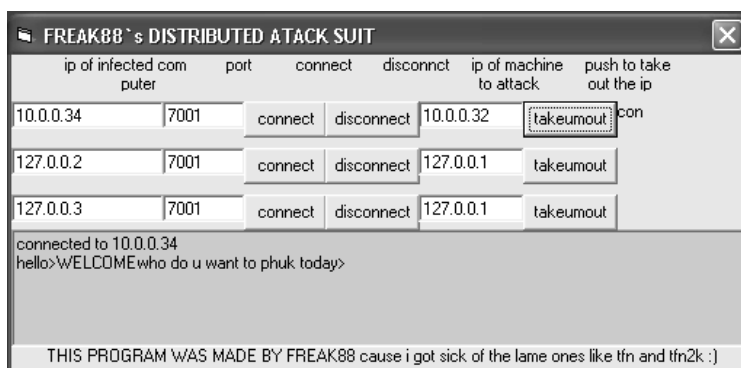 FREAK88`s DISTRIBUTED ATACK SUIT
ip of infected com puter port connect disconnct ip of machine to attack push to take out the ip
10.0.0.34 7001 connect disconnect 10.0.0.32 takeumout con
127.0.0.2 7001 connect disconnect 127.0.0.1 takeumout
127.0.0.3 7001 connect disconnect 127.0.0.1 takeumout
connected to 10.0.0.34
hello>WELCOMEwho do u want to phuk today>
THIS PROGRAM WAS MADE BY FREAK88 cause i got sick of the lame ones like tfn and tfn2k :)